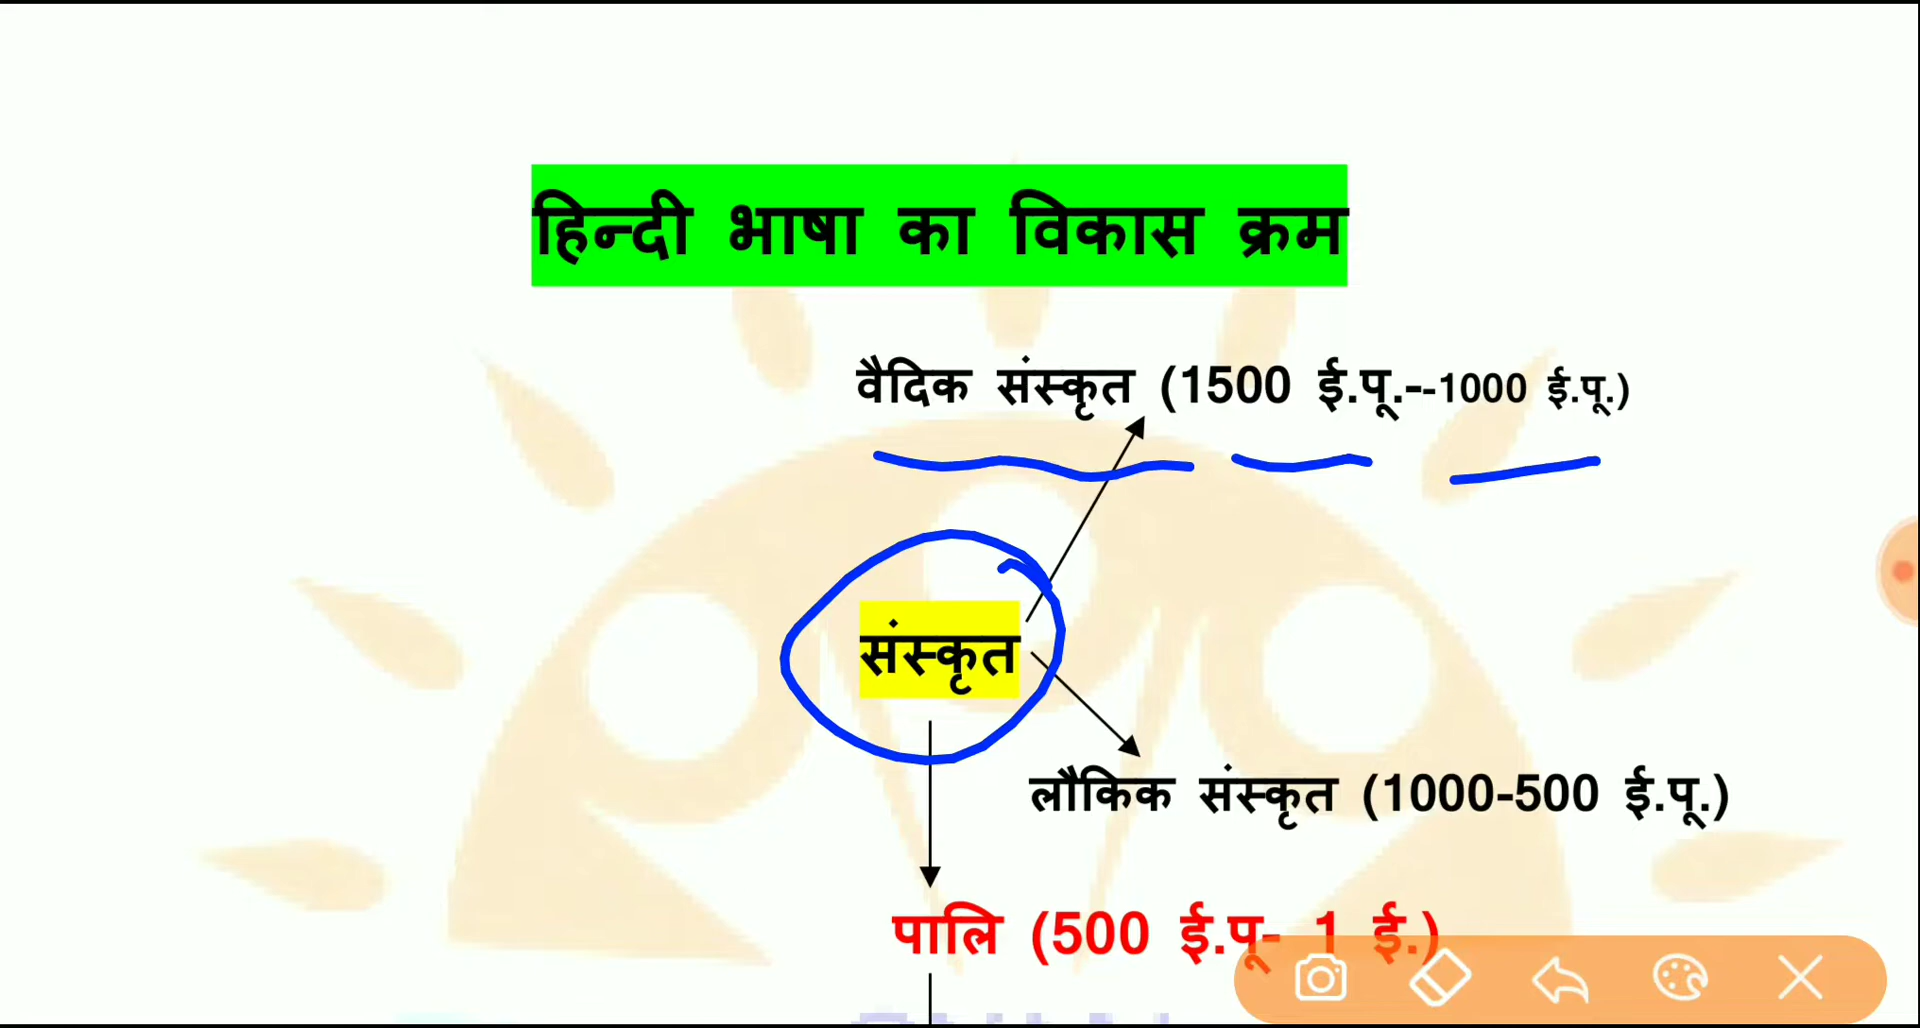 हिन्दी भाषा का विकास क्रम
वैदिक संस्कृत (1500 ई.पू.--1000 ई.पू.)
संस्कृत
लौकिक संस्कृत (1000-500 ई.पू.)
पालि (500 ई.पू- 1 ई.)